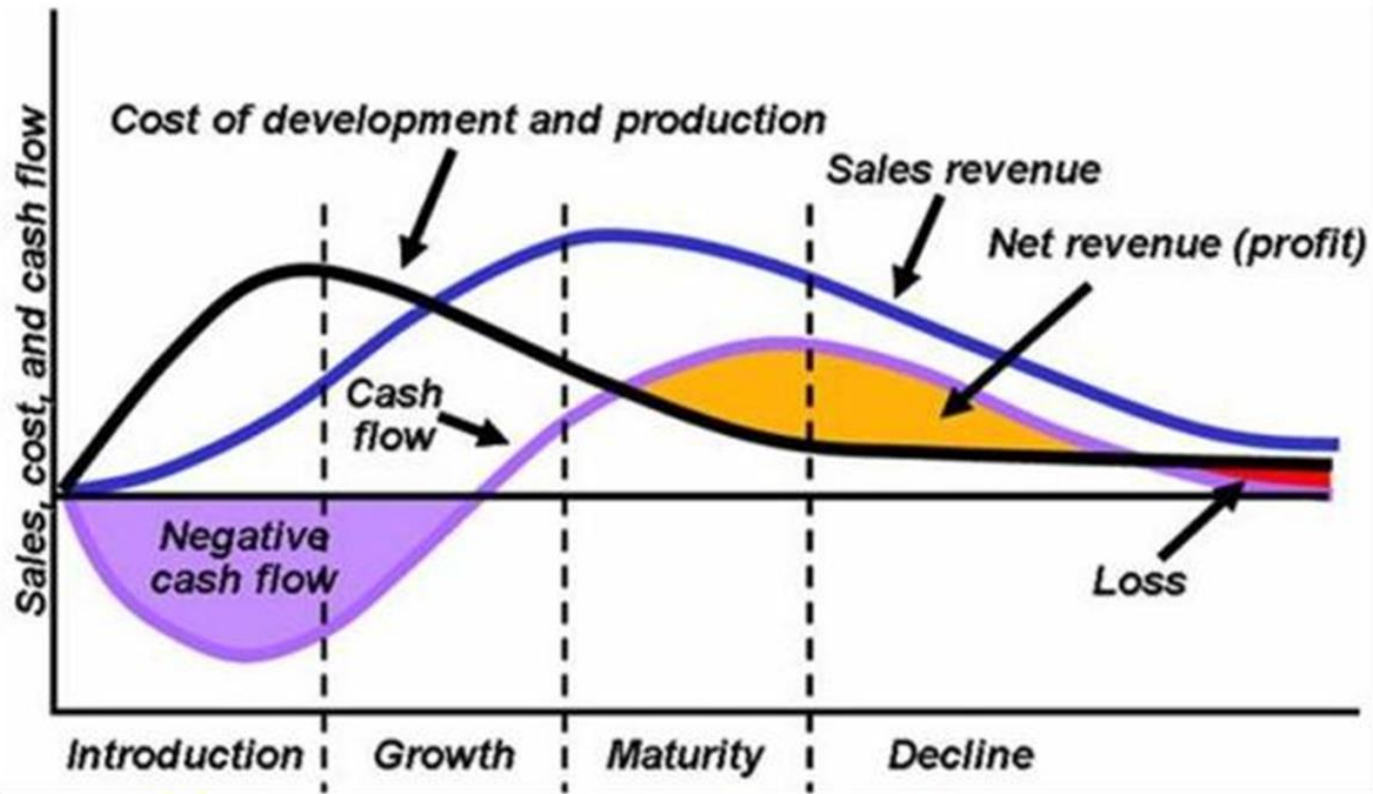 Sales, cost, and cash flow
Cost of development and production
Sales revenue
Net revenue (profit)
Cash
flow
Negative
cash flow
Loss
Introduction
Growth
Maturity
Decline